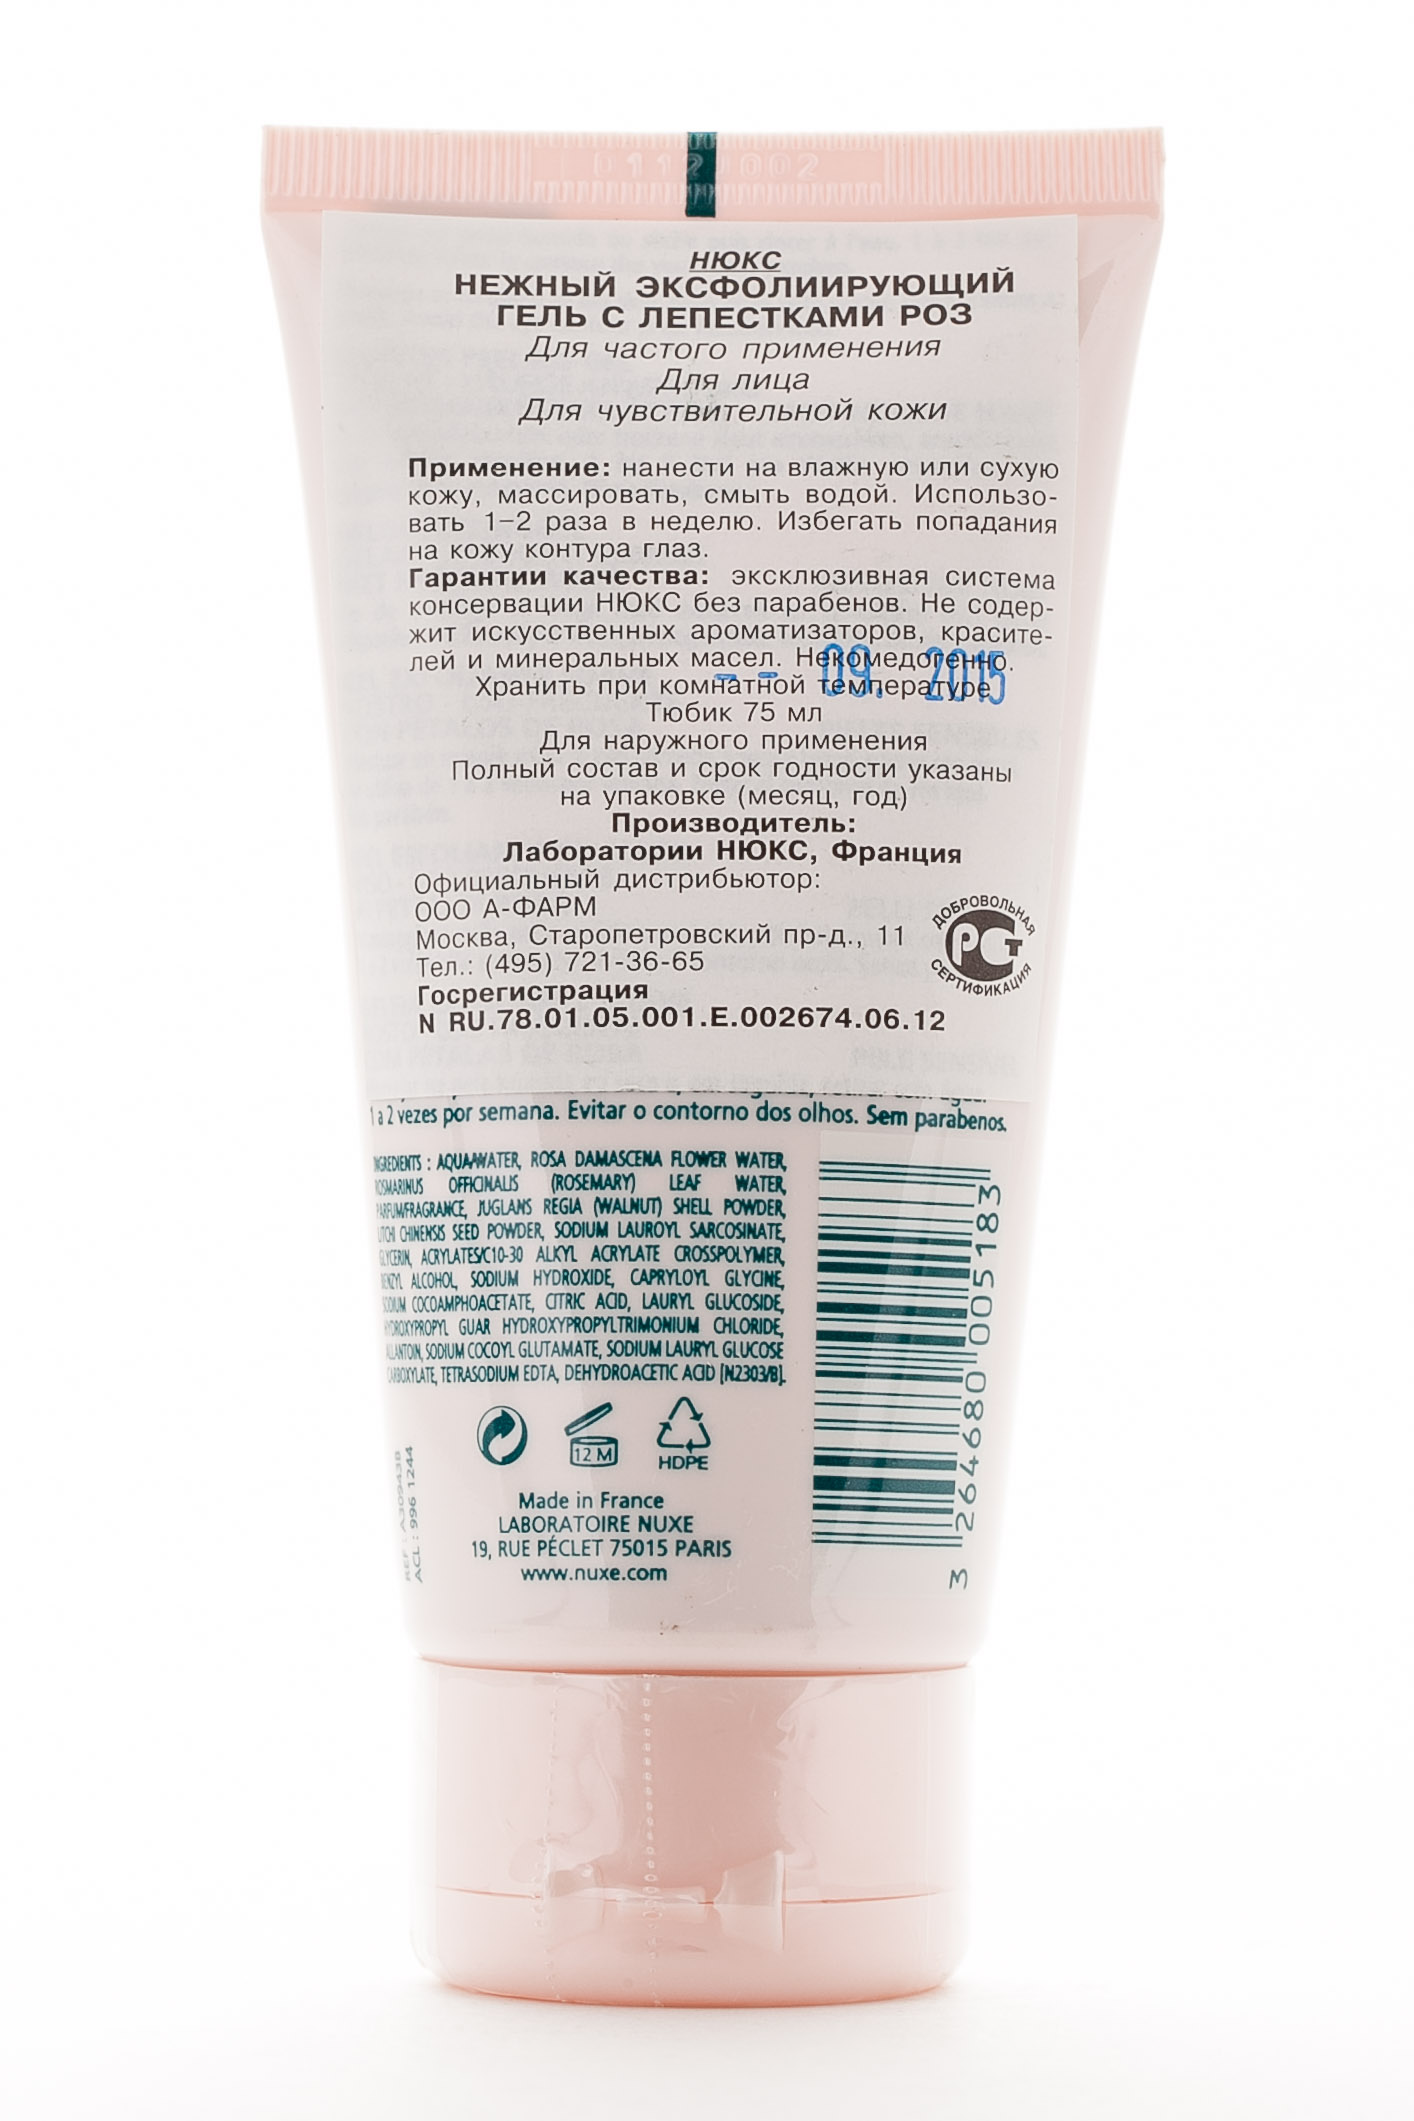 0112002
НЮКС
НЕЖНЫЙ ЭКСФОЛИИРУЮЩИЙ
ГЕЛЬ С ЛЕПЕСТКАМИ РОЗ
Для частого применения
Для лица
Для чувствительной кожи
Применение: нанести на влажную или сухую
кожу, массировать, смыть водой. Использо-
вать 1-2 раза в неделю. Избегать попадания
на кожу контура глаз.
Гарантии качества: эксклюзивная система
консервации НЮКС без парабенов. Не содер-
жит искусственных ароматизаторов, красите-
лей и минеральных масел. Некомедогенно.
-- 09. 2015
Хранить при комнатной температуре
Тюбик 75 мл
Для наружного применения
Полный состав и срок годности указаны
на упаковке (месяц, год)
Производитель:
Лаборатории НЮКС, Франция
Официальный дистрибьютор:
ООО А-ФАРМ
Москва, Старопетровский пр-д., 11
Тел.: (495) 721-36-65
Госрегистрация
N RU.78.01.05.001.E.002674.06.12
ДОБРОВОЛЬНАЯ
РСТ
СЕРТИФИКАЦИЯ
1 a 2 vezes por semana. Evitar o contorno dos olhos. Sem parabenos.
INGREDIENTS : AQUA/WATER, ROSA DAMASCENA FLOWER WATER,
ROSMARINUS OFFICINALIS (ROSEMARY) LEAF WATER,
PARFUM/FRAGRANCE, JUGLANS REGIA (WALNUT) SHELL POWDER,
LITCHI CHINENSIS SEED POWDER, SODIUM LAUROYL SARCOSINATE,
GLYCERIN, ACRYLATES/C10-30 ALKYL ACRYLATE CROSSPOLYMER,
BENZYL ALCOHOL, SODIUM HYDROXIDE, CAPRYLOYL GLYCINE,
SODIUM COCOAMPHOACETATE, CITRIC ACID, LAURYL GLUCOSIDE,
HYDROXYPROPYL GUAR HYDROXYPROPYLTRIMONIUM CHLORIDE,
ALLANTOIN, SODIUM COCOYL GLUTAMATE, SODIUM LAURYL GLUCOSE
CARBOXYLATE, TETRASODIUM EDTA, DEHYDROACETIC ACID [N2303/B].
3 264680 005183
12 M
HDPE
REF : A30943B
ACL : 996 1244
Made in France
LABORATOIRE NUXE
19, RUE PÉCLET 75015 PARIS
www.nuxe.com